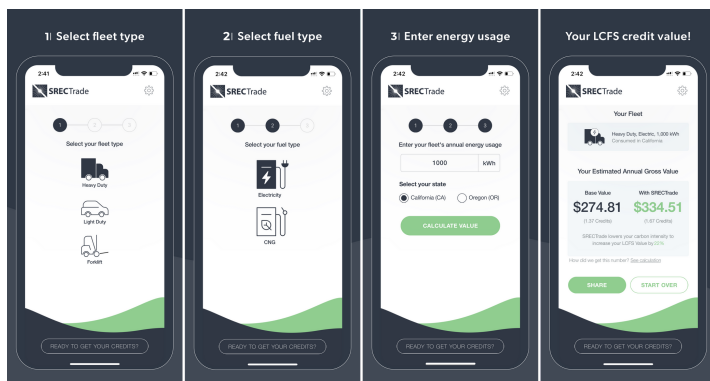 1| Select fleet type
2:41
SRECTrade
1
2
3
Select your fleet type
Heavy Duty
Light Duty
Forklift
READY TO GET YOUR CREDITS?
2| Select fuel type
2:42
SRECTrade
1
2
3
Select your fuel type
Electricity
CNG
READY TO GET YOUR CREDITS?
3| Enter energy usage
2:42
SRECTrade
1
2
3
Enter your fleet's annual energy usage
1000 kWh
Select your state
California (CA) Oregon (OR)
CALCULATE VALUE
READY TO GET YOUR CREDITS?
Your LCFS credit value!
2:42
SRECTrade
Your Fleet
Heavy Duty, Electric, 1,000 kWh
Consumed in California
Your Estimated Annual Gross Value
Base Value With SRECTrade
$274.81 $334.51
(1.37 Credits) (1.67 Credits)
SRECTrade lowers your carbon intensity to
increase your LCFS Value by 22%
How did we get this number? See calculation
SHARE START OVER
READY TO GET YOUR CREDITS?